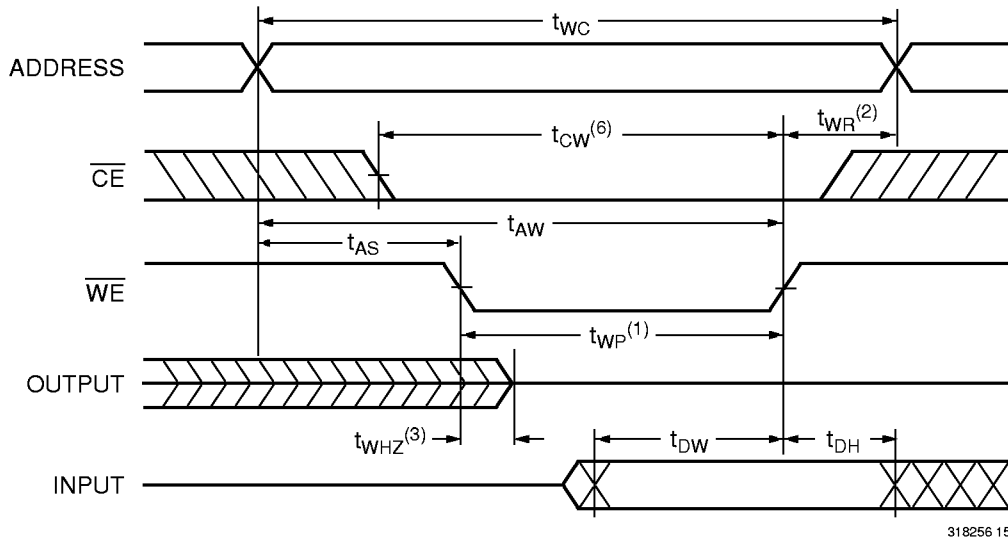 tWC
ADDRESS
tCW(6)
tWR(2)
CE
tAW
tAS
WE
tWP(1)
OUTPUT
tWHZ(3)
tDW
tDH
INPUT
318256 15